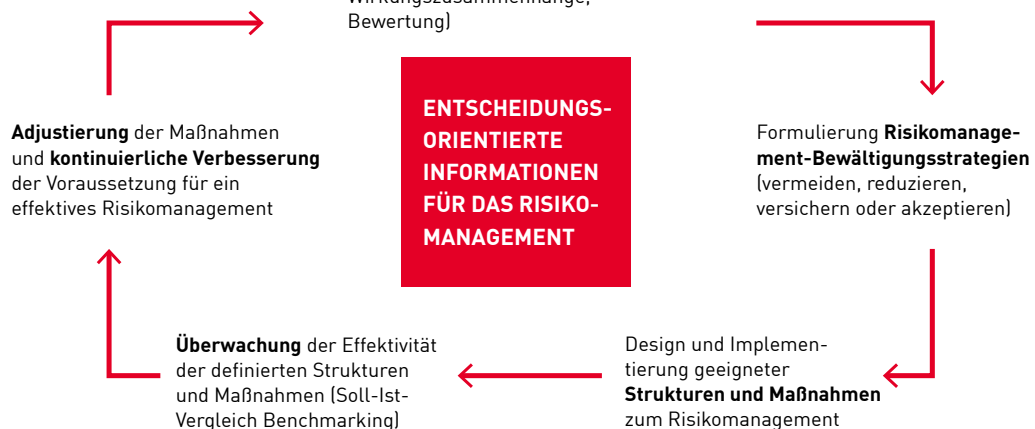 Wirkungszusammenhänge,
Bewertung)
ENTSCHEIDUNGS-
ORIENTIERTE
INFORMATIONEN
FÜR DAS RISIKO-
MANAGEMENT
Adjustierung der Maßnahmen
und kontinuierliche Verbesserung
der Voraussetzung für ein
effektives Risikomanagement
Formulierung Risikomanage-
ment-Bewältigungsstrategien
(vermeiden, reduzieren,
versichern oder akzeptieren)
Überwachung der Effektivität
der definierten Strukturen
und Maßnahmen (Soll-Ist-
Vergleich Benchmarking)
Design und Implemen-
tierung geeigneter
Strukturen und Maßnahmen
zum Risikomanagement